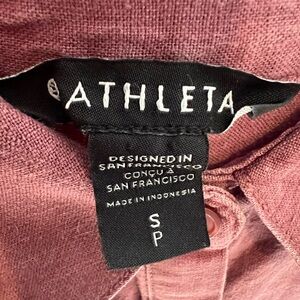 ATHLETA
DESIGNED IN
SAN FRANCISCO
CONÇU À
SAN FRANCISCO
MADE IN INDONESIA
S
P